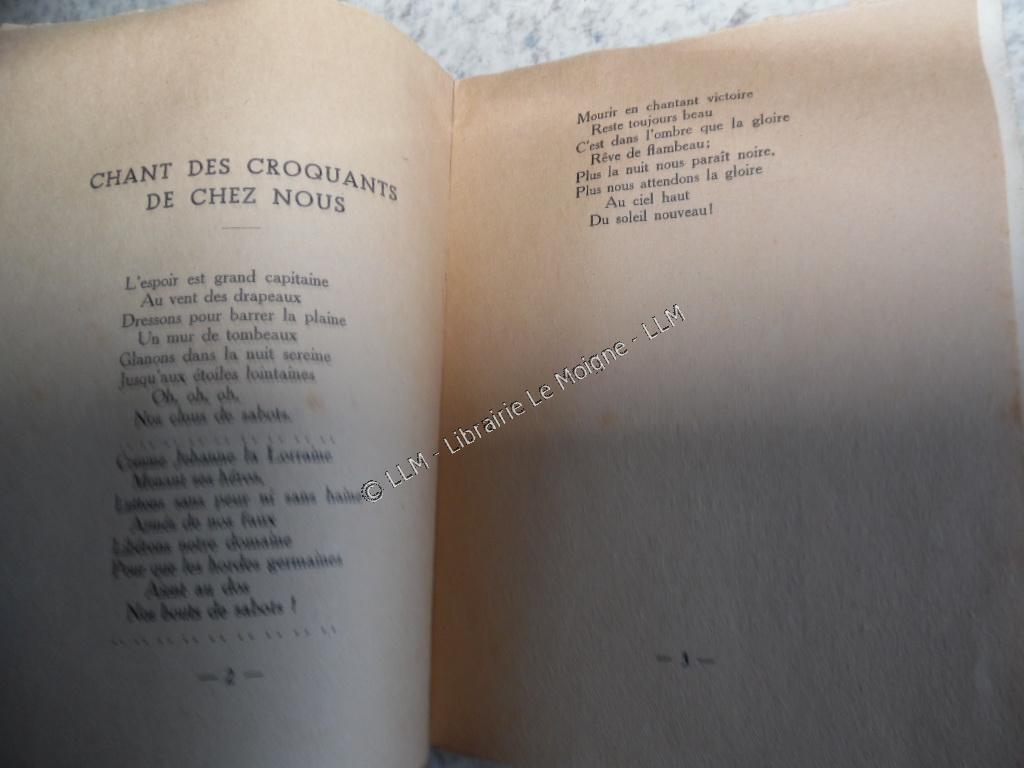 CHANT DES CROQUANTS
DE CHEZ NOUS
L'espoir est grand capitaine
Au vent des drapeaux
Dressons pour barrer la plaine
Un mur de tombeaux
Glanons dans la nuit sereine
Jusqu'aux étoiles lointaines
Oh, oh, oh,
Nos clous de sabots.
Comme Jehanne la Lorraine
Menant ses héros,
Luttons sans peur ni sans haine
Armés de nos faux
Libérons notre domaine
Pour que les hordes germaines
Aient au dos
Nos bouts de sabots !
— 2 —
Mourir en chantant victoire
Reste toujours beau
C'est dans l'ombre que la gloire
Rêve de flambeau;
Plus la nuit nous paraît noire,
Plus nous attendons la gloire
Au ciel haut
Du soleil nouveau!
— 3 —
© LLM - Librairie Le Moigne - LLM